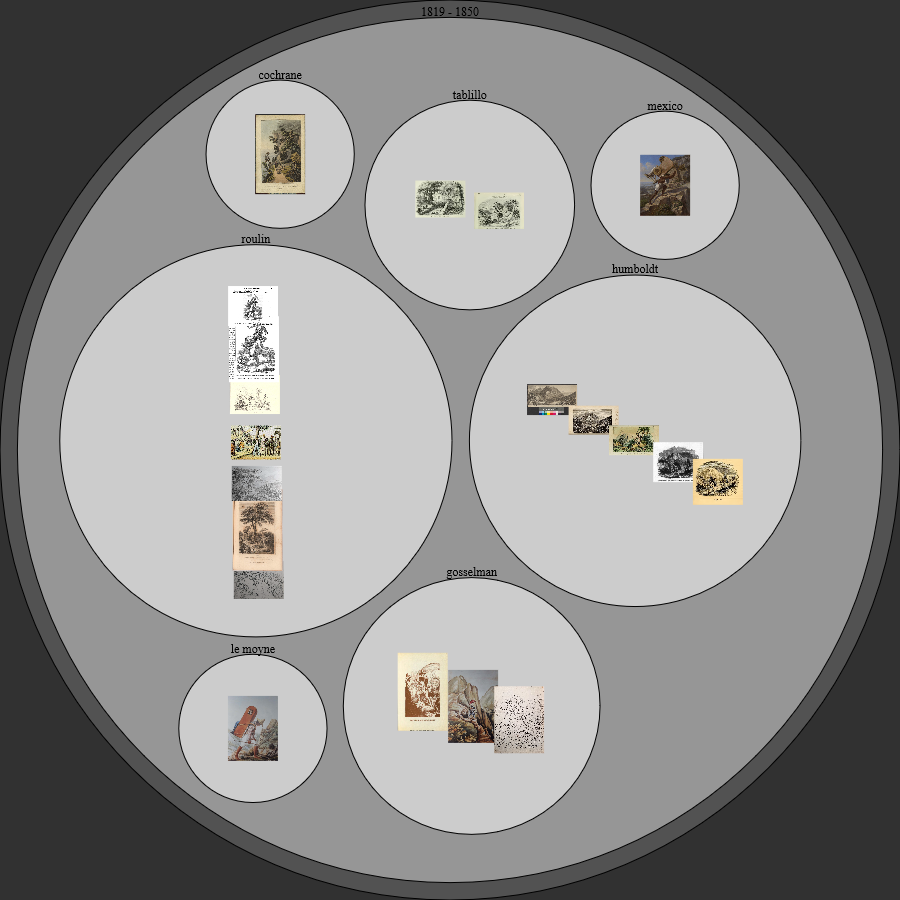 1819 - 1850
cochrane
tablillo
mexico
roulin
humboldt
gosselman
le moyne